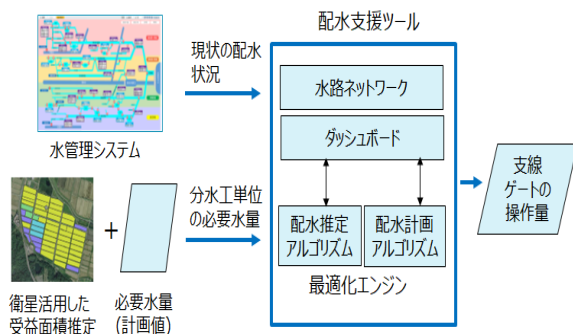 配水支援ツール
現状の配水
状況
水路ネットワーク
ダッシュボード
水管理システム
分水工単位
の必要水量
支線
ゲートの
操作量
+
配水推定
アルゴリズム
配水計画
アルゴリズム
最適化エンジン
衛星活用した
受益面積推定
必要水量
(計画値)